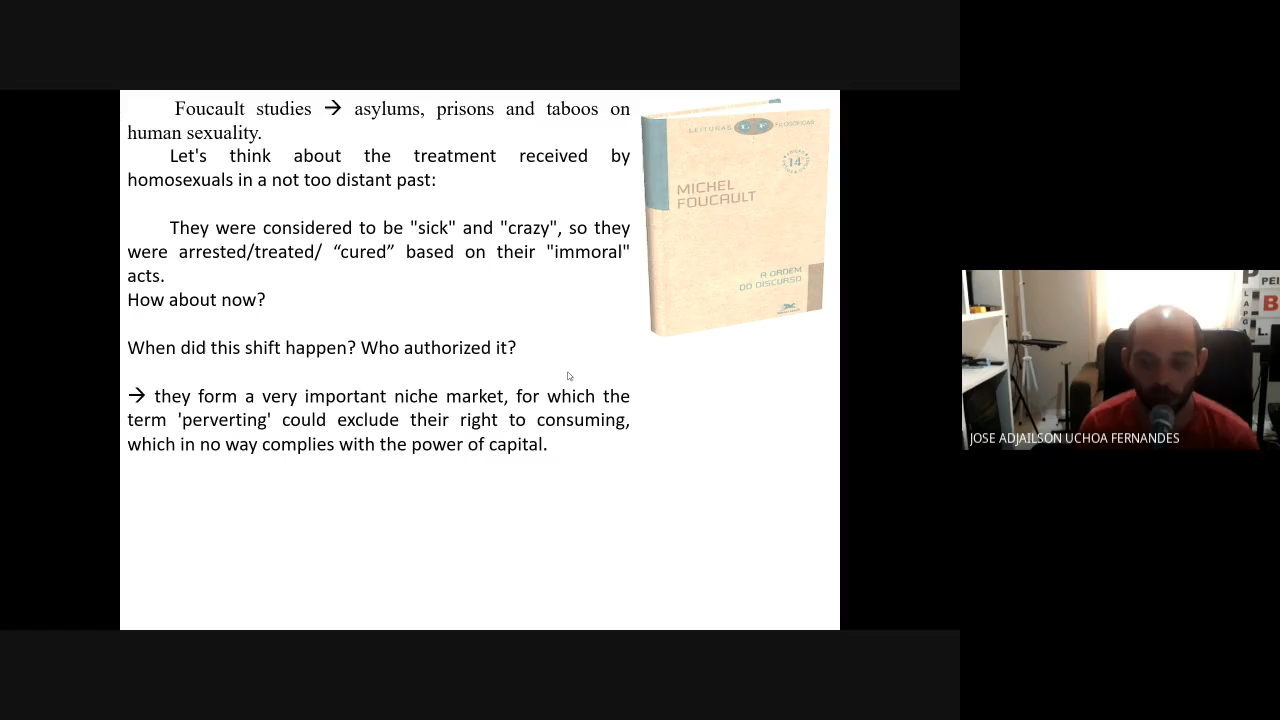 Foucault studies → asylums, prisons and taboos on
human sexuality.
Let's think about the treatment received by
homosexuals in a not too distant past:
They were considered to be "sick" and "crazy", so they
were arrested/treated/ “cured” based on their "immoral"
acts.
How about now?
When did this shift happen? Who authorized it?
→ they form a very important niche market, for which the
term 'perverting' could exclude their right to consuming,
which in no way complies with the power of capital.
LEITURAS FILOSÓFICAS
14
MICHEL
FOUCAULT
A ORDEM
DO DISCURSO
P
PEI
LAPG
B
L.
JOSE ADJAILSON UCHOA FERNANDES